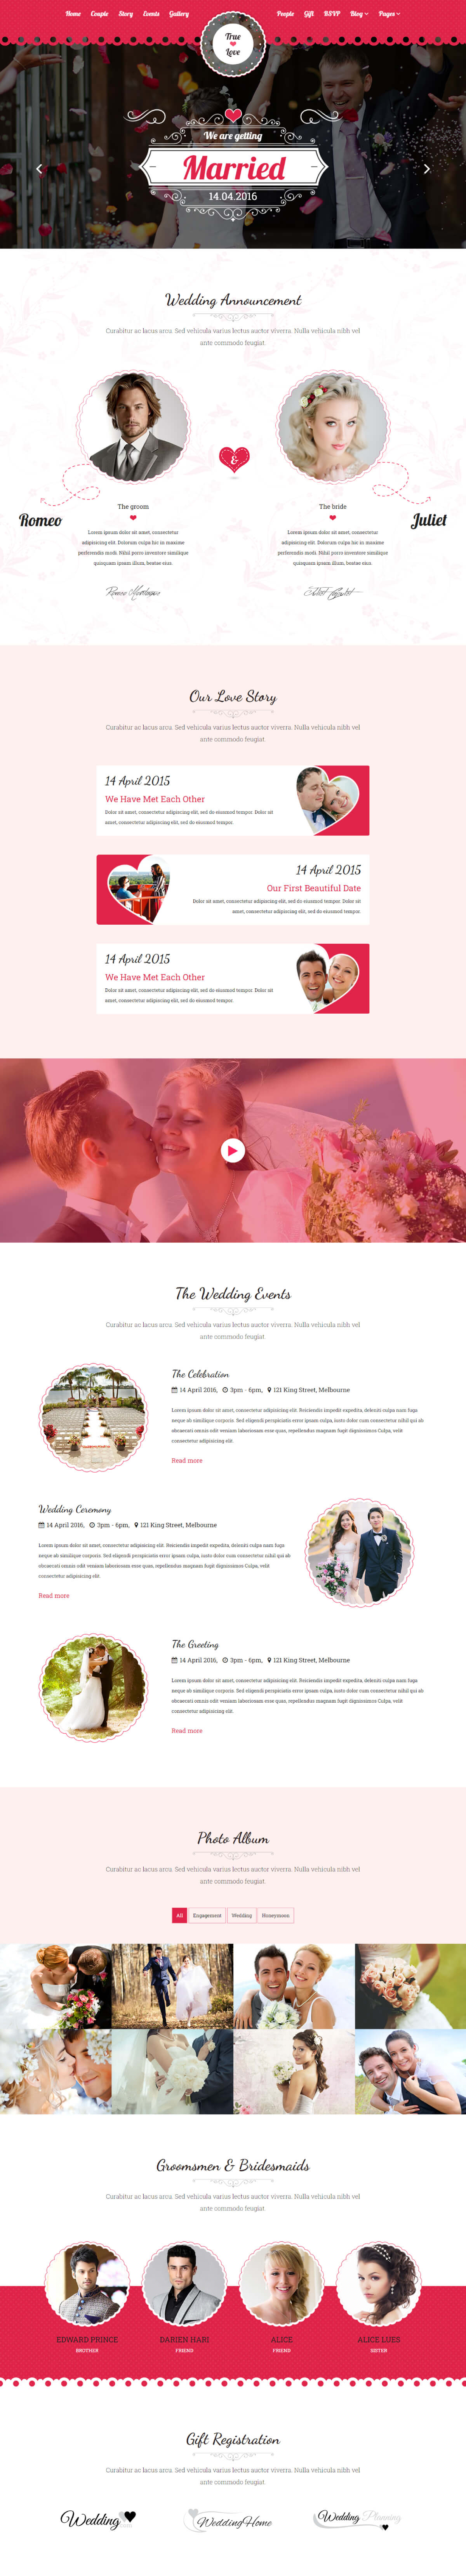 Home Couple Story Events Gallery
True
Love
People Gift RSVP Blog Pages
We are getting
Married
14.04.2016
Wedding Announcement
Curabitur ac lacus arcu. Sed vehicula varius lectus auctor viverra. Nulla vehicula nibh vel
ante commodo feugiat.
&
Romeo
The groom
Lorem ipsum dolor sit amet, consectetur
adipisicing elit. Dolorum culpa hic in maxime
perferendis modi. Nihil porro inventore similique
quisquam ipsam illum, beatae eius.
The bride
Juliet
Lorem ipsum dolor sit amet, consectetur
adipisicing elit. Dolorum culpa hic in maxime
perferendis modi. Nihil porro inventore similique
quisquam ipsam illum, beatae eius.
Our Love Story
Curabitur ac lacus arcu. Sed vehicula varius lectus auctor viverra. Nulla vehicula nibh vel
ante commodo feugiat.
14 April 2015
We Have Met Each Other
Dolor sit amet, consectetur adipiscing elit, sed do eiusmod tempor. Dolor sit
amet, consectetur adipiscing elit, sed do eiusmod tempor.
14 April 2015
Our First Beautiful Date
Dolor sit amet, consectetur adipiscing elit, sed do eiusmod tempor. Dolor sit
amet, consectetur adipiscing elit, sed do eiusmod tempor.
14 April 2015
We Have Met Each Other
Dolor sit amet, consectetur adipiscing elit, sed do eiusmod tempor. Dolor sit
amet, consectetur adipiscing elit, sed do eiusmod tempor.
The Wedding Events
Curabitur ac lacus arcu. Sed vehicula varius lectus auctor viverra. Nulla vehicula nibh vel
ante commodo feugiat.
The Celebration
14 April 2016, 3pm - 6pm, 121 King Street, Melbourne
Lorem ipsum dolor sit amet, consectetur adipisicing elit. Reiciendis impedit expedita, deleniti culpa nam fuga
neque ab similique corporis. Sed eligendi perspiciatis error ipsam culpa, iusto dolor cum consectetur nihil qui ab
obcaecati omnis odit veniam laboriosam esse quas, repellendus magnam fugit dignissimos Culpa, velit
consectetur adipisicing elit.
Read more
Wedding Ceremony
14 April 2016, 3pm - 6pm, 121 King Street, Melbourne
Lorem ipsum dolor sit amet, consectetur adipisicing elit. Reiciendis impedit expedita, deleniti culpa nam fuga
neque ab similique corporis. Sed eligendi perspiciatis error ipsam culpa, iusto dolor cum consectetur nihil qui ab
obcaecati omnis odit veniam laboriosam esse quas, repellendus magnam fugit dignissimos Culpa, velit
consectetur adipisicing elit.
Read more
The Greeting
14 April 2016, 3pm - 6pm, 121 King Street, Melbourne
Lorem ipsum dolor sit amet, consectetur adipisicing elit. Reiciendis impedit expedita, deleniti culpa nam fuga
neque ab similique corporis. Sed eligendi perspiciatis error ipsam culpa, iusto dolor cum consectetur nihil qui ab
obcaecati omnis odit veniam laboriosam esse quas, repellendus magnam fugit dignissimos Culpa, velit
consectetur adipisicing elit.
Read more
Photo Album
Curabitur ac lacus arcu. Sed vehicula varius lectus auctor viverra. Nulla vehicula nibh vel
ante commodo feugiat.
All Engagement Wedding Honeymoon
Groomsmen & Bridesmaids
Curabitur ac lacus arcu. Sed vehicula varius lectus auctor viverra. Nulla vehicula nibh vel
ante commodo feugiat.
EDWARD PRINCE
BROTHER
DARIEN HARI
FRIEND
ALICE
FRIEND
ALICE LUES
SISTER
Gift Registration
Curabitur ac lacus arcu. Sed vehicula varius lectus auctor viverra. Nulla vehicula nibh vel
ante commodo feugiat.
Wedding
Wedding Home
Wedding Planning